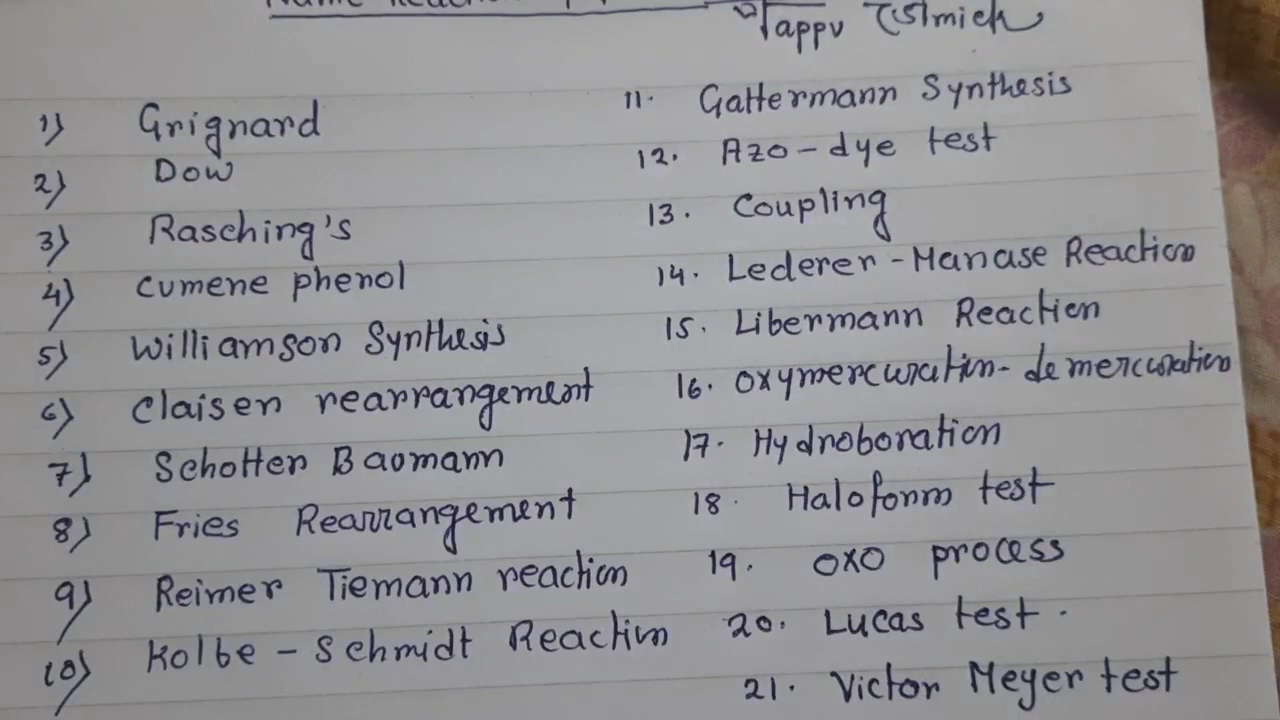 1) Grignard
2) Dow
3) Rasching's
4) Cumene phenol
5) Williamson Synthesis
6) Claisen rearrangement
7) Schotten Baomann
8) Fries Rearrangement
9) Reimer Tiemann reaction
10) Kolbe - Schmidt Reaction
11. Gattermann Synthesis
12. Azo-dye test
13. Coupling
14. Lederer-Manase Reaction
15. Libermann Reaction
16. Oxymercuration-demercuration
17. Hydroboration
18. Haloform test
19. OXO process
20. Lucas test.
21. Victor Meyer test